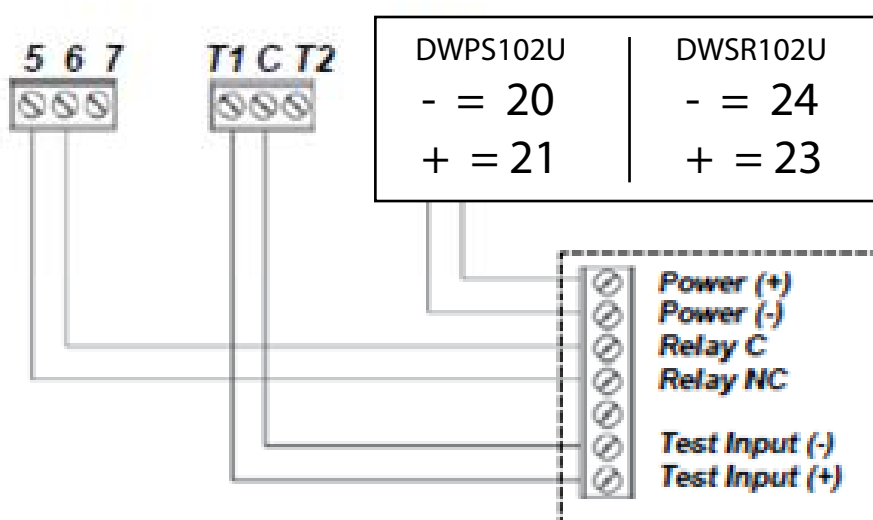 5 6 7
T1 C T2
DWPS102U
- = 20
+ = 21
DWSR102U
- = 24
+ = 23
Power (+)
Power (-)
Relay C
Relay NC
Test Input (-)
Test Input (+)